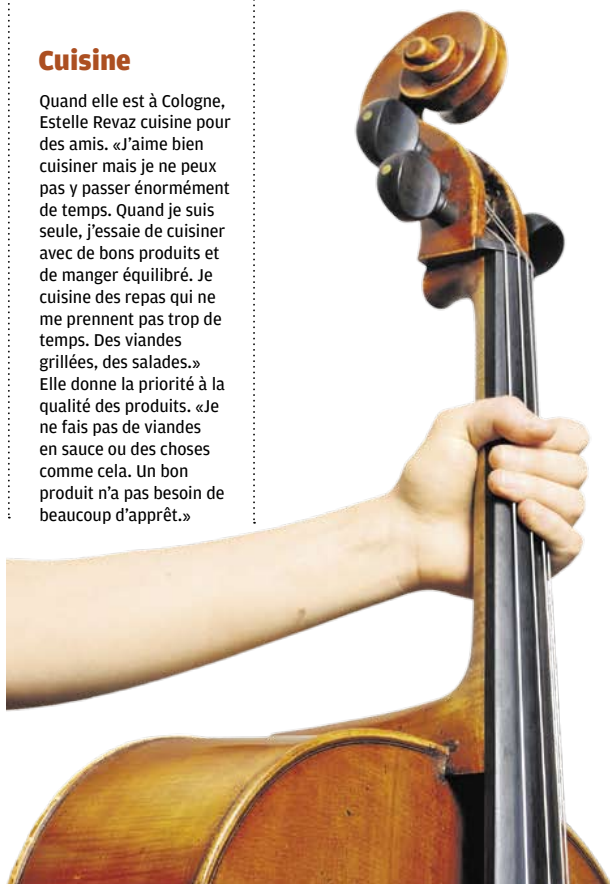 Cuisine
Quand elle est à Cologne,
Estelle Revaz cuisine pour
des amis. «J’aime bien
cuisiner mais je ne peux
pas y passer énormément
de temps. Quand je suis
seule, j’essaie de cuisiner
avec de bons produits et
de manger équilibré. Je
cuisine des repas qui ne
me prennent pas trop de
temps. Des viandes
grillées, des salades.»
Elle donne la priorité à la
qualité des produits. «Je
ne fais pas de viandes
en sauce ou des choses
comme cela. Un bon
produit n’a pas besoin de
beaucoup d’apprêt.»